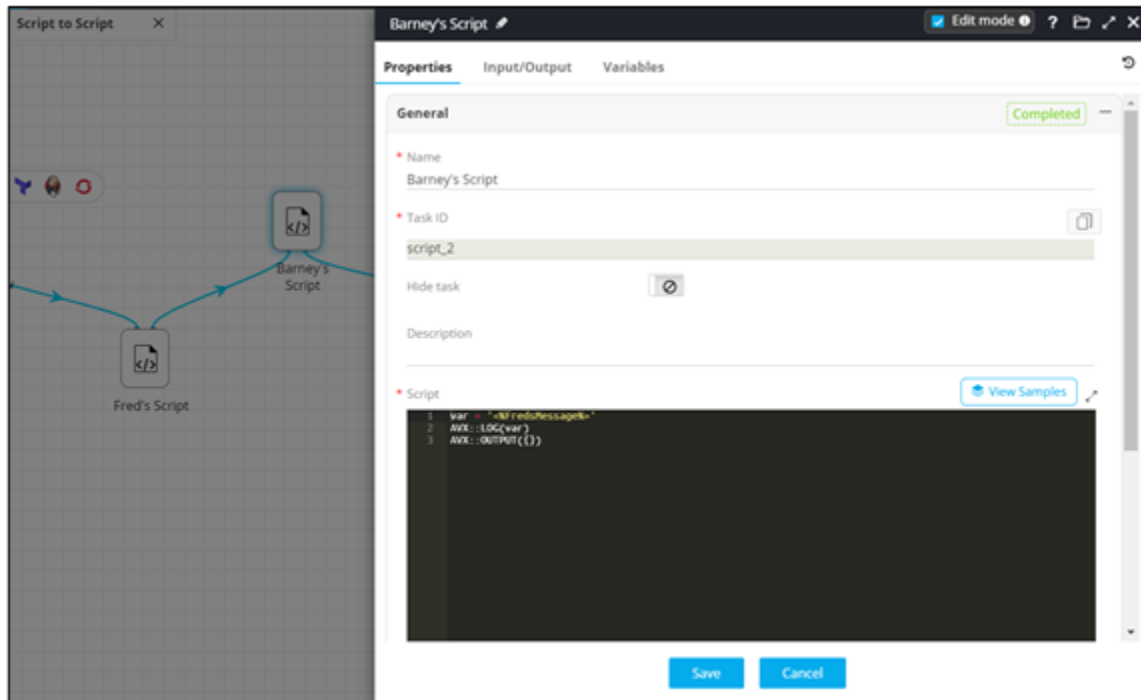 Script to Script
Barney's Script
Edit mode
?
Properties Input/Output Variables
General
Completed
* Name
Barney's Script
* Task ID
script_2
Hide task
Description
* Script
View Samples
1 var = '<%FredsMessage%>'
2 AVX::LOG(var)
3 AVX::OUTPUT({})
Save Cancel
Barney's
Script
Fred's Script